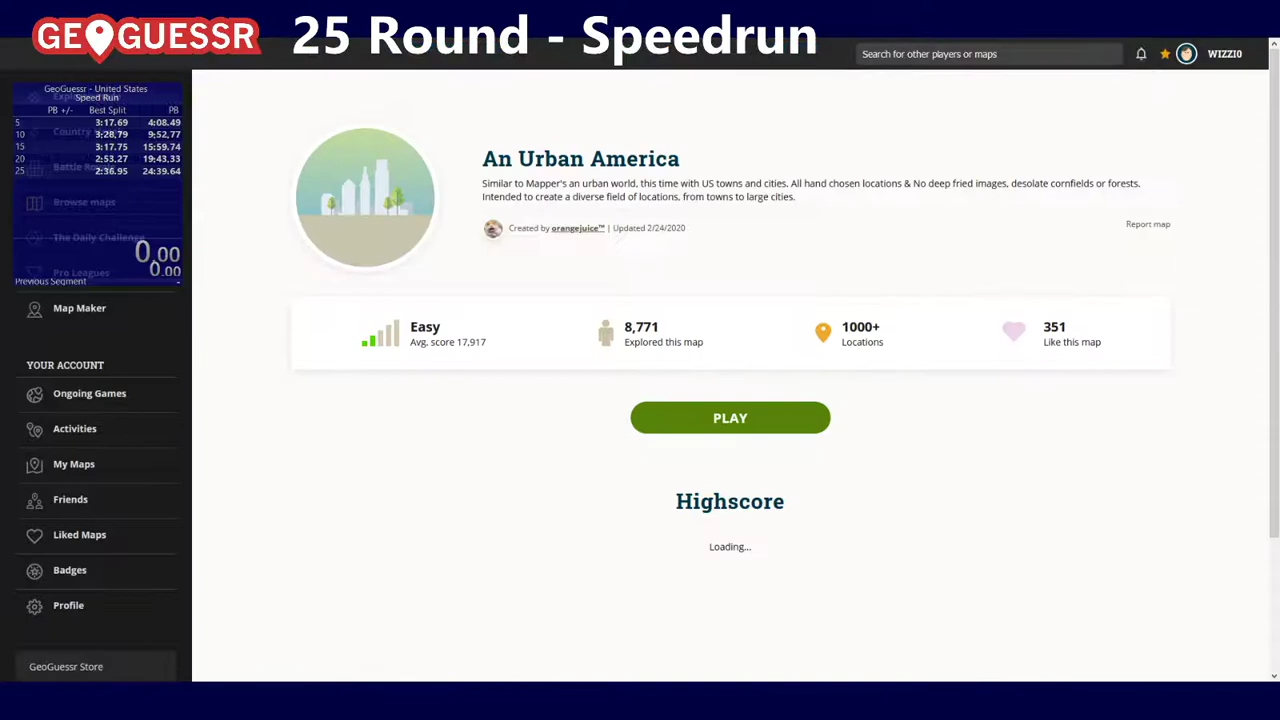 GEOGUESSR
25 Round - Speedrun
Search for other players or maps
WIZZI0
GeoGuessr - United States
Speed Run
PB +/- Best Split PB
5 3:17.69 4:08.49
10 3:28,79 9:52,77
15 3:17.75 15:59.74
20 2:53,27 19:43,33
25 2:36,95 24:39.64
Battle Royale
Browse maps
The Daily Challenge
0.00
0.00
Pro Leagues
Previous Segment -
Map Maker
YOUR ACCOUNT
Ongoing Games
Activities
My Maps
Friends
Liked Maps
Badges
Profile
GeoGuessr Store
An Urban America
Similar to Mapper's an urban world, this time with US towns and cities. All hand chosen locations & No deep fried images, desolate cornfields or forests.
Intended to create a diverse field of locations, from towns to large cities.
Created by orangejuice™ | Updated 2/24/2020
Report map
Easy
Avg. score 17,917
8,771
Explored this map
1000+
Locations
351
Like this map
PLAY
Highscore
Loading...